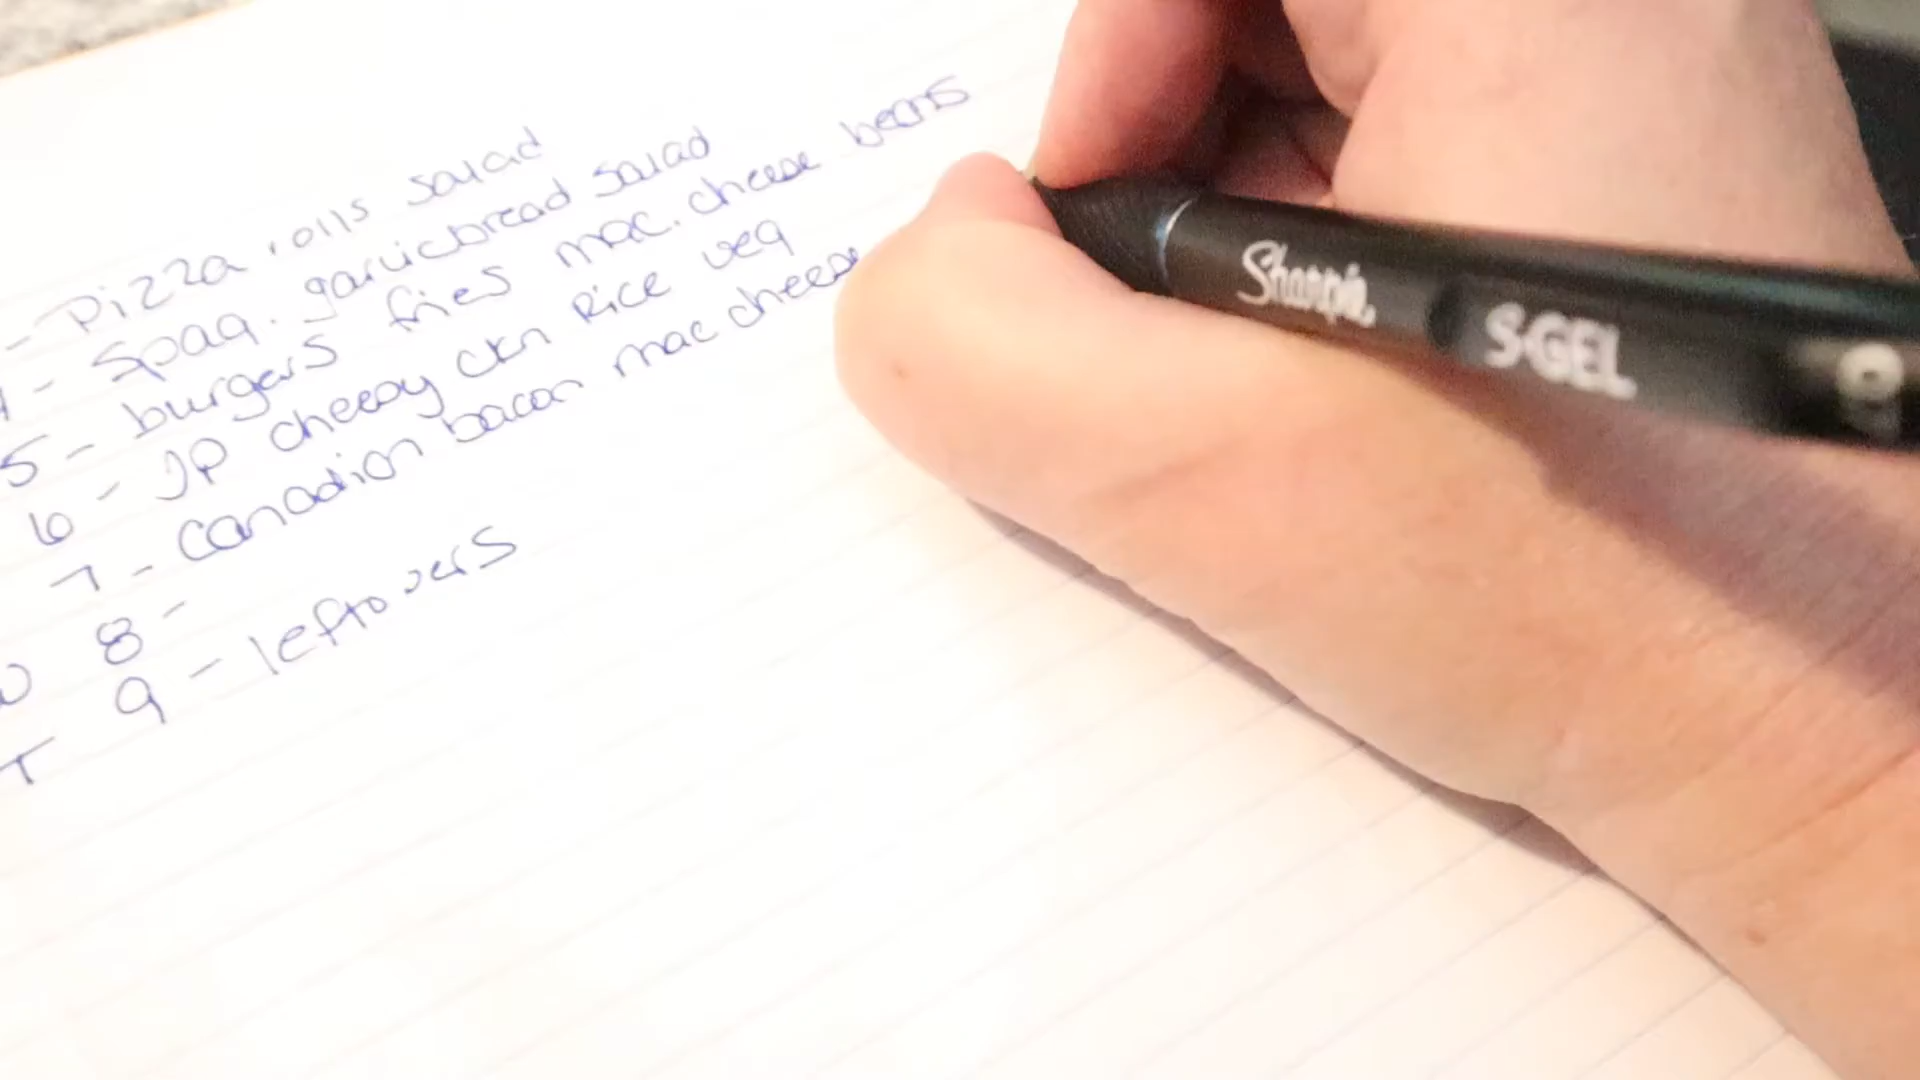 - Pizza rolls salad
4 - Spag. garlicbread salad
5 - burgers fries mac. cheese beans
6 - JP cheesy ckn Rice veg
7 - Canadian bacon mac cheese
W 8 -
T 9 - leftovers
Sharpie.
S·GEL